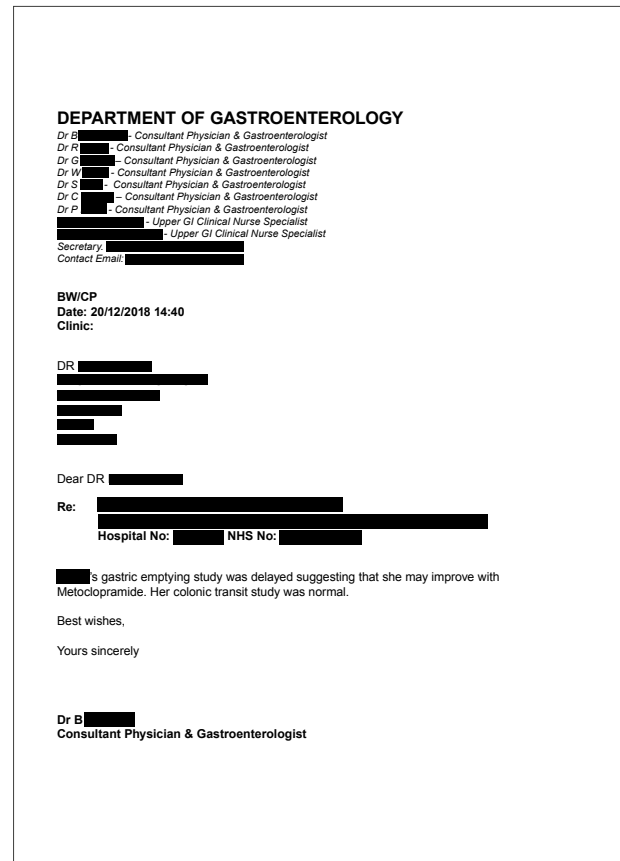 DEPARTMENT OF GASTROENTEROLOGY
Dr B - Consultant Physician & Gastroenterologist
Dr R - Consultant Physician & Gastroenterologist
Dr G – Consultant Physician & Gastroenterologist
Dr W - Consultant Physician & Gastroenterologist
Dr S - Consultant Physician & Gastroenterologist
Dr C – Consultant Physician & Gastroenterologist
Dr P - Consultant Physician & Gastroenterologist
- Upper GI Clinical Nurse Specialist
- Upper GI Clinical Nurse Specialist
Secretary.
Contact Email:
BW/CP
Date: 20/12/2018 14:40
Clinic:
DR
Dear DR
Re:
Hospital No: NHS No:
's gastric emptying study was delayed suggesting that she may improve with
Metoclopramide. Her colonic transit study was normal.
Best wishes,
Yours sincerely
Dr B
Consultant Physician & Gastroenterologist